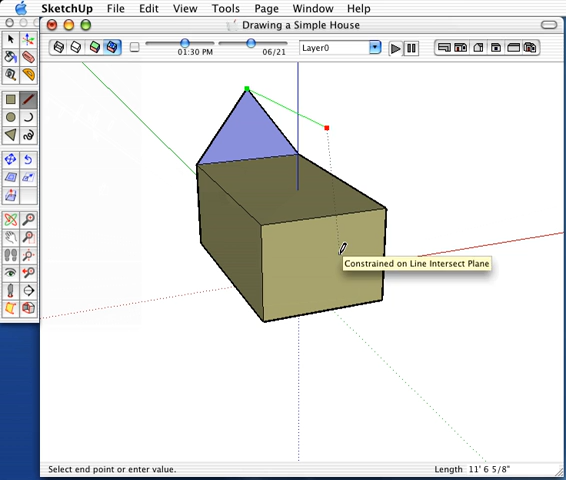 SketchUp File Edit View Tools Page Window Help
Drawing a Simple House
01:30 PM 06/21 Layer0
Constrained on Line Intersect Plane
Select end point or enter value. Length 11' 6 5/8"